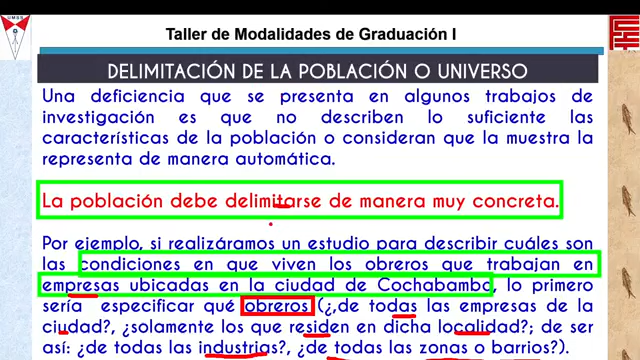 UMSS
Taller de Modalidades de Graduación I
DELIMITACIÓN DE LA POBLACIÓN O UNIVERSO
Una deficiencia que se presenta en algunos trabajos de
investigación es que no describen lo suficiente las
características de la población o consideran que la muestra la
representa de manera automática.
La población debe delimitarse de manera muy concreta.
Por ejemplo, si realizáramos un estudio para describir cuáles son
las condiciones en que viven los obreros que trabajan en
empresas ubicadas en la ciudad de Cochabamba, lo primero
sería especificar qué obreros (¿,de todas las empresas de la
ciudad?, ¿solamente los que residen en dicha localidad?; de ser
así: ¿de todas las industrias?, ¿de todas las zonas o barrios?).